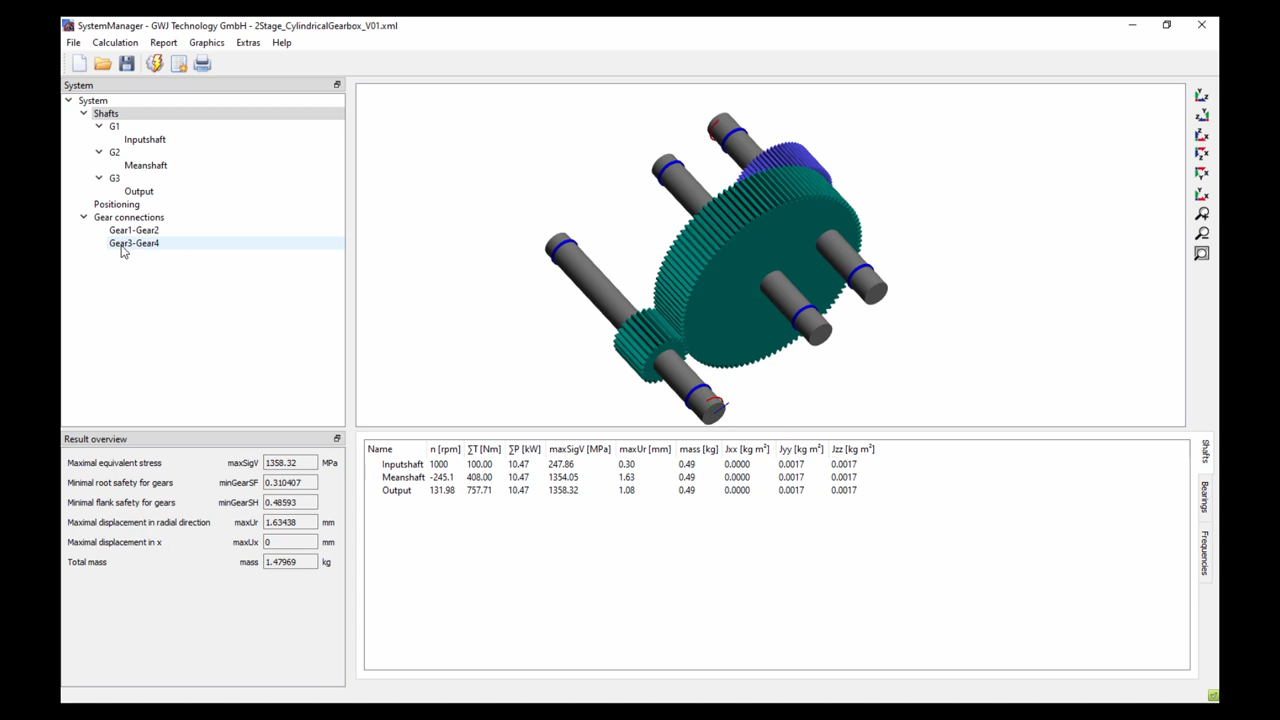 SystemManager - GWJ Technology GmbH - 2Stage_CylindricalGearbox_V01.xml
File Calculation Report Graphics Extras Help
System
System
Shafts
G1
Inputshaft
G2
Meanshaft
G3
Output
Positioning
Gear connections
Gear1-Gear2
Gear3-Gear4
Result overview
Maximal equivalent stress maxSigV 1358.32 MPa
Minimal root safety for gears minGearSF 0.310407
Minimal flank safety for gears minGearSH 0.48593
Maximal displacement in radial direction maxUr 1.63438 mm
Maximal displacement in x maxUx 0 mm
Total mass mass 1.47969 kg
Name n [rpm] ∑T [Nm] ∑P [kW] maxSigV [MPa] maxUr [mm] mass [kg] Jxx [kg m²] Jyy [kg m²] Jzz [kg m²]
Inputshaft 1000 100.00 10.47 247.86 0.30 0.49 0.0000 0.0017 0.0017
Meanshaft -245.1 408.00 10.47 1354.05 1.63 0.49 0.0000 0.0017 0.0017
Output 131.98 757.71 10.47 1358.32 1.08 0.49 0.0000 0.0017 0.0017
Shafts
Bearings
Frequencies